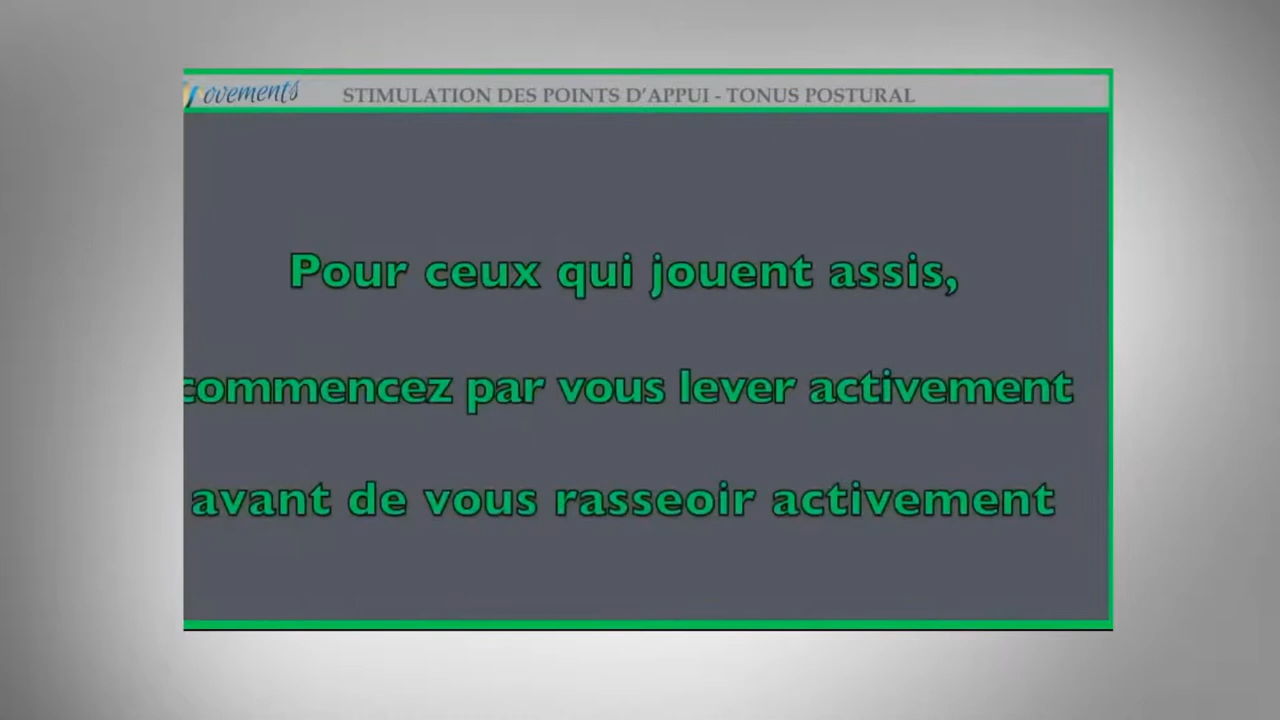 ovements
STIMULATION DES POINTS D'APPUI - TONUS POSTURAL
Pour ceux qui jouent assis,
commencez par vous lever activement
avant de vous rasseoir activement